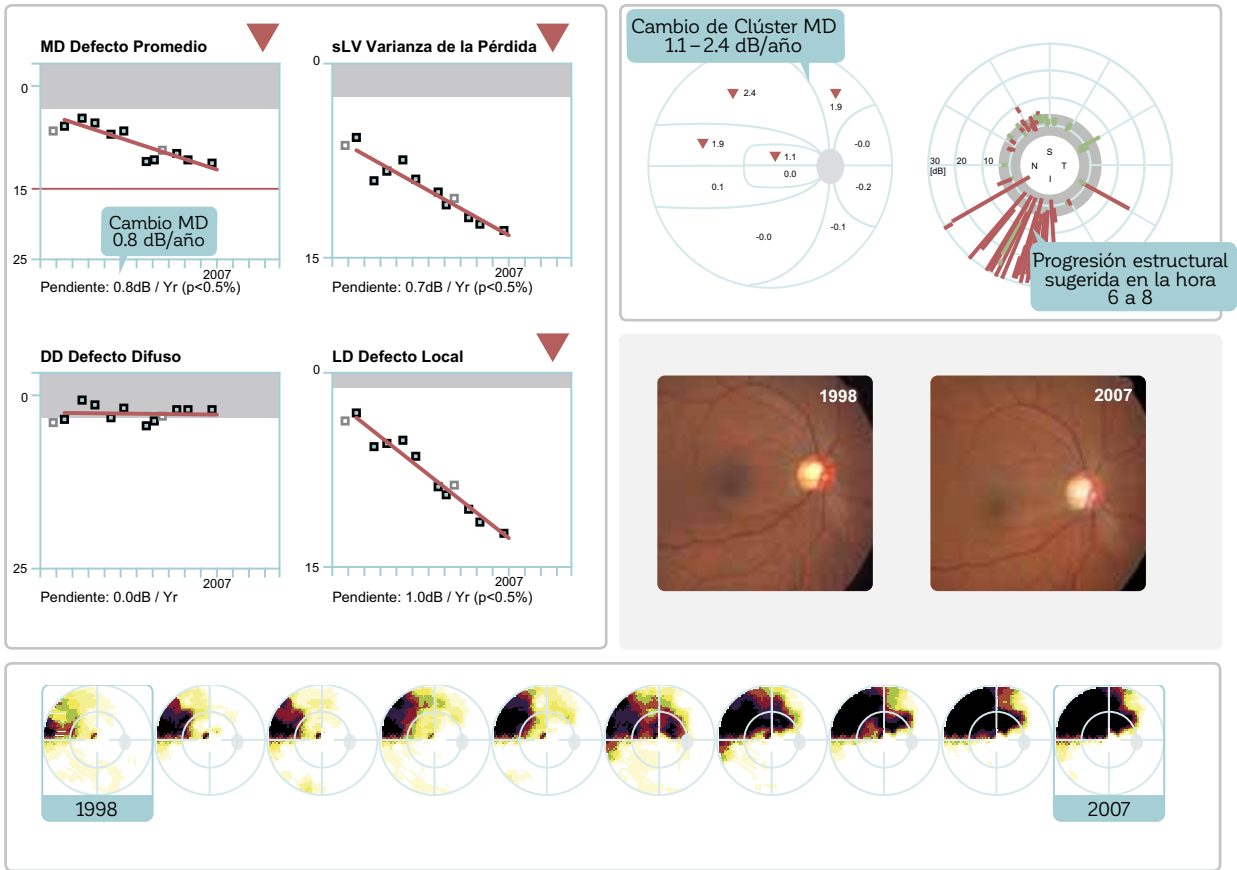 MD Defecto Promedio
0
15
25
Cambio MD
0.8 dB/año
2007
Pendiente: 0.8dB / Yr (p<0.5%)
sLV Varianza de la Pérdida
0
15
2007
Pendiente: 0.7dB / Yr (p<0.5%)
DD Defecto Difuso
0
25
2007
Pendiente: 0.0dB / Yr
LD Defecto Local
0
15
2007
Pendiente: 1.0dB / Yr (p<0.5%)
Cambio de Clúster MD
1.1 – 2.4 dB/año
2.4
1.9
1.9
-0.0
1.1
0.0
0.1
-0.2
-0.0
-0.1
30 20 10
[dB]
S
N T
I
Progresión estructural
sugerida en la hora
6 a 8
1998
2007
1998
2007